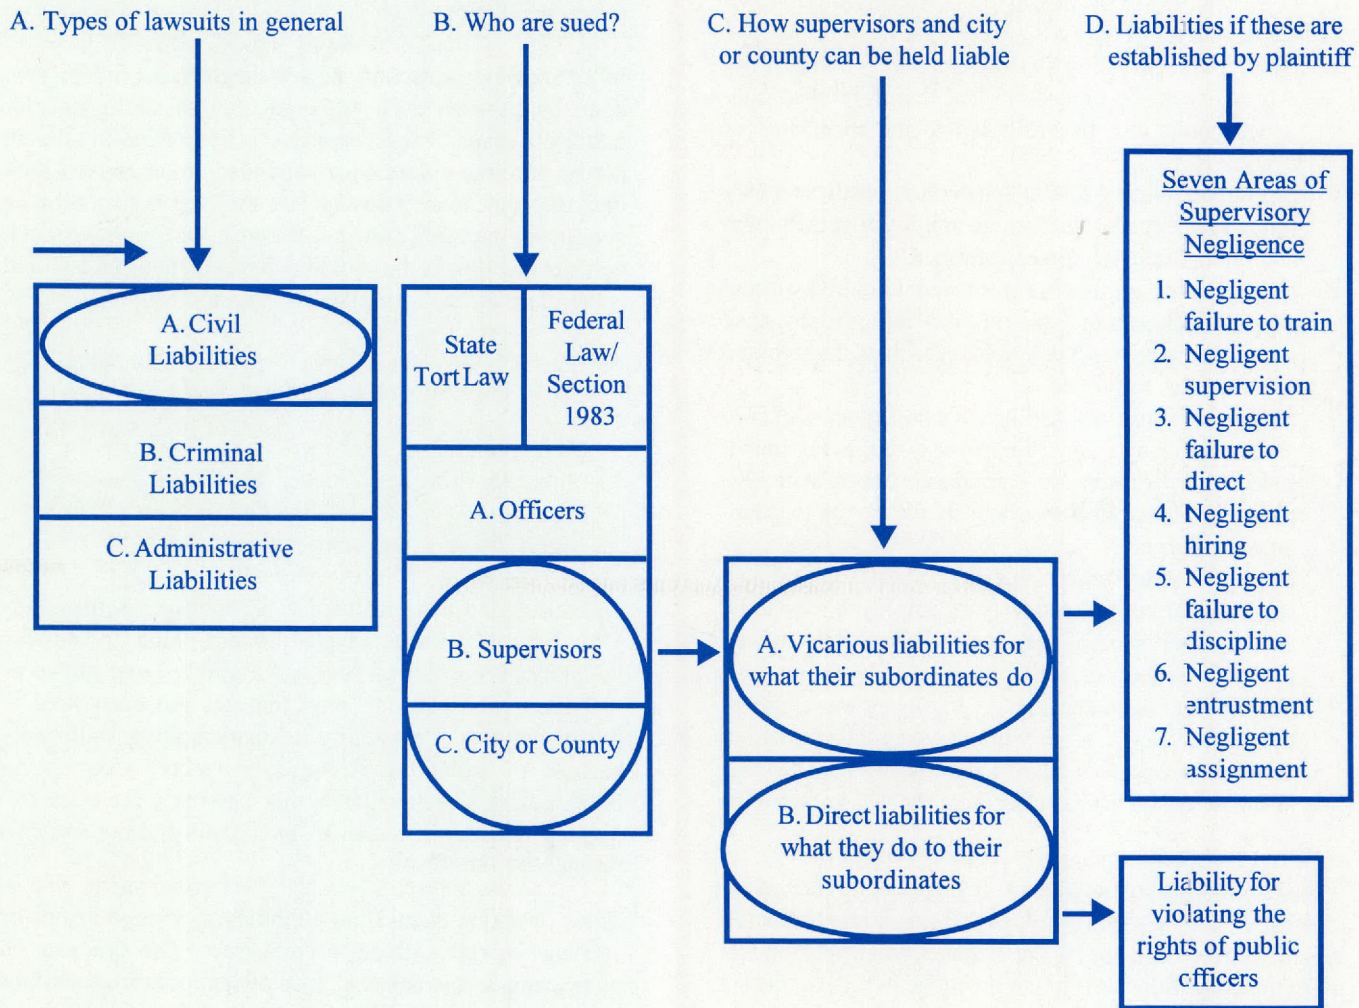 A. Types of lawsuits in general
B. Who are sued?
C. How supervisors and city
or county can be held liable
D. Liabilities if these are
established by plaintiff
A. Civil
Liabilities
B. Criminal
Liabilities
C. Administrative
Liabilities
State
Tort Law
Federal
Law/
Section
1983
A. Officers
B. Supervisors
C. City or County
A. Vicarious liabilities for
what their subordinates do
B. Direct liabilities for
what they do to their
subordinates
Seven Areas of
Supervisory
Negligence
1. Negligent
failure to train
2. Negligent
supervision
3. Negligent
failure to
direct
4. Negligent
hiring
5. Negligent
failure to
discipline
6. Negligent
entrustment
7. Negligent
assignment
Liability for
violating the
rights of public
officers